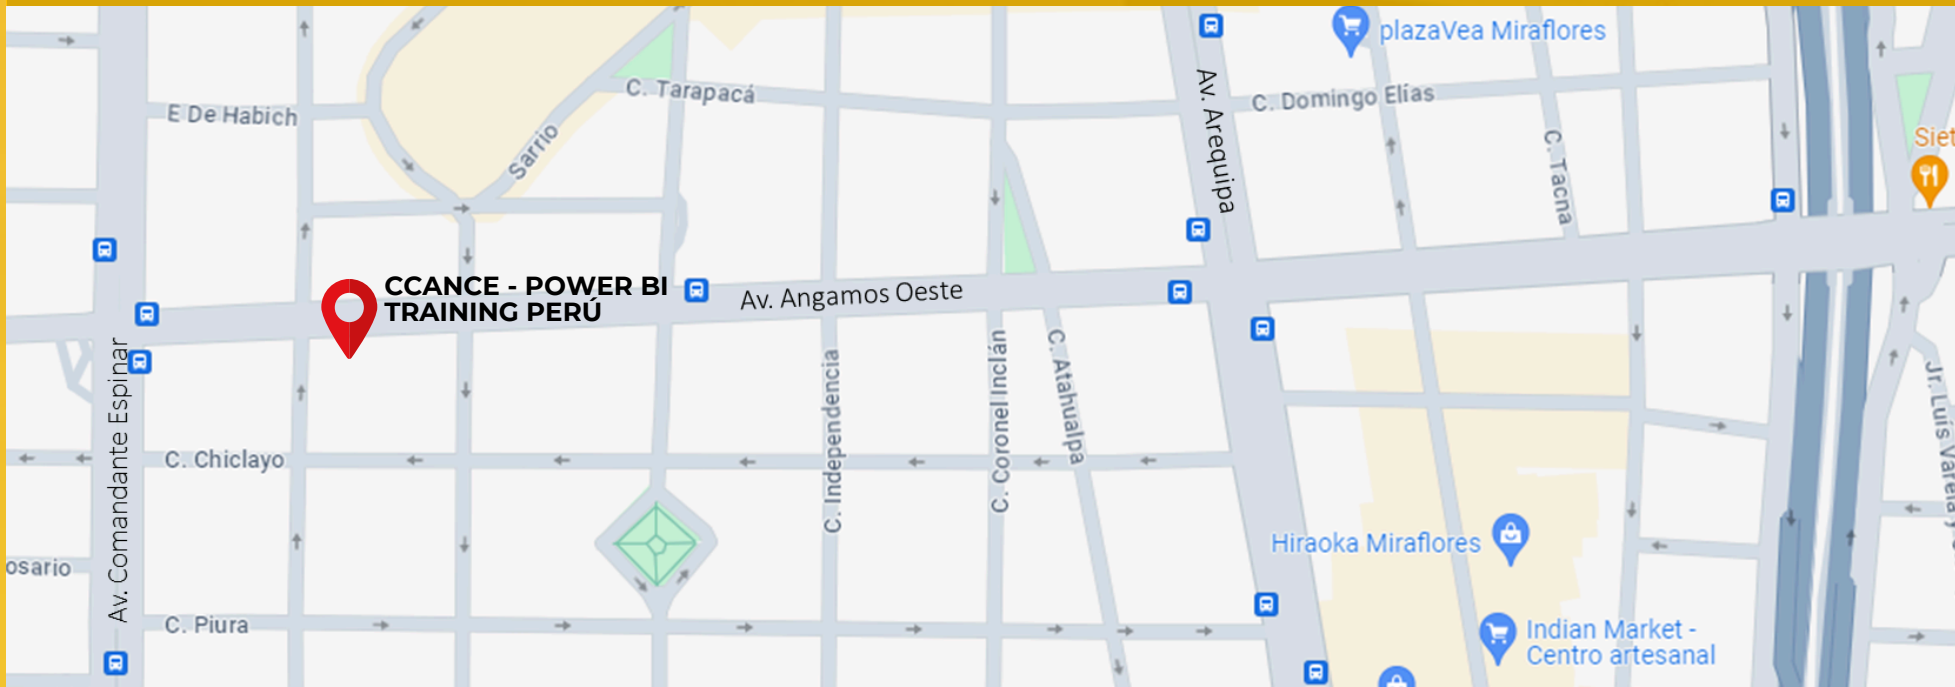 plazaVea Miraflores
C. Tarapacá
Av. Arequipa
C. Domingo Elías
E De Habich
Sarrio
C. Tacna
Siet
CCANCE - POWER BI
TRAINING PERÚ
Av. Angamos Oeste
Av. Comandante Espinar
C. Independencia
C. Coronel Inclán
C. Atahualpa
Jr. Luis Varela y
C. Chiclayo
Hiraoka Miraflores
osario
C. Piura
Indian Market -
Centro artesanal